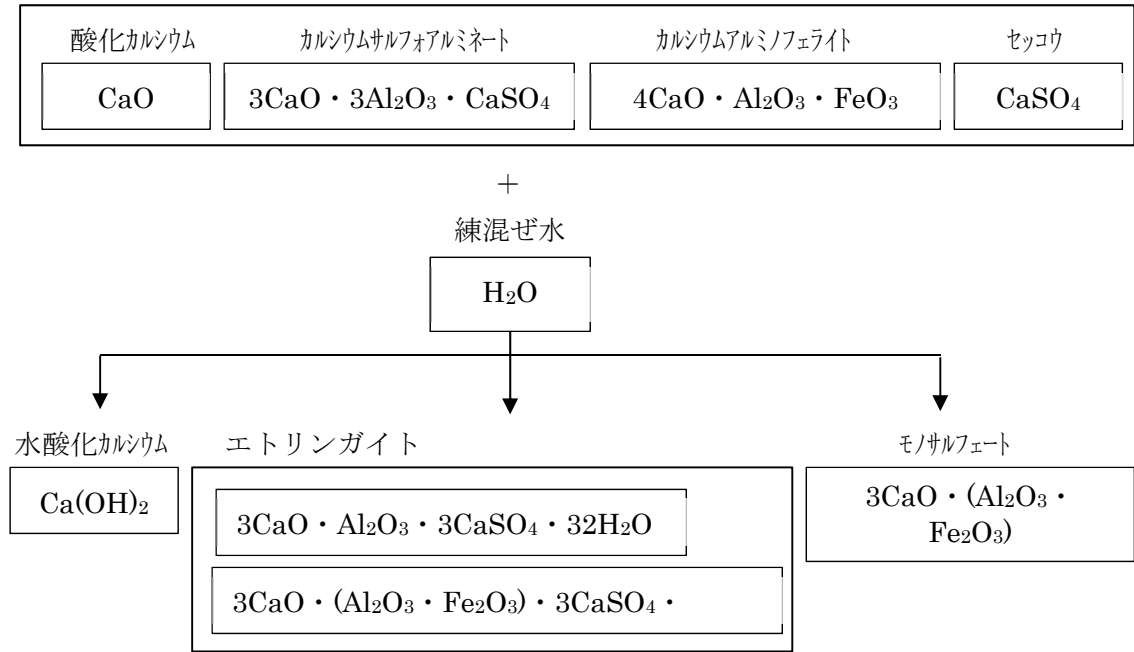 酸化カルシウム カルシウムサルフォアルミネート カルシウムアルミノフェライト セッコウ
CaO 3CaO・3Al₂O₃・CaSO₄ 4CaO・Al₂O₃・FeO₃ CaSO₄
＋
練混ぜ水
H₂O
水酸化カルシウム エトリンガイト モノサルフェート
Ca(OH)₂
3CaO・Al₂O₃・3CaSO₄・32H₂O
3CaO・(Al₂O₃・Fe₂O₃)・3CaSO₄・
3CaO・(Al₂O₃・
Fe₂O₃)